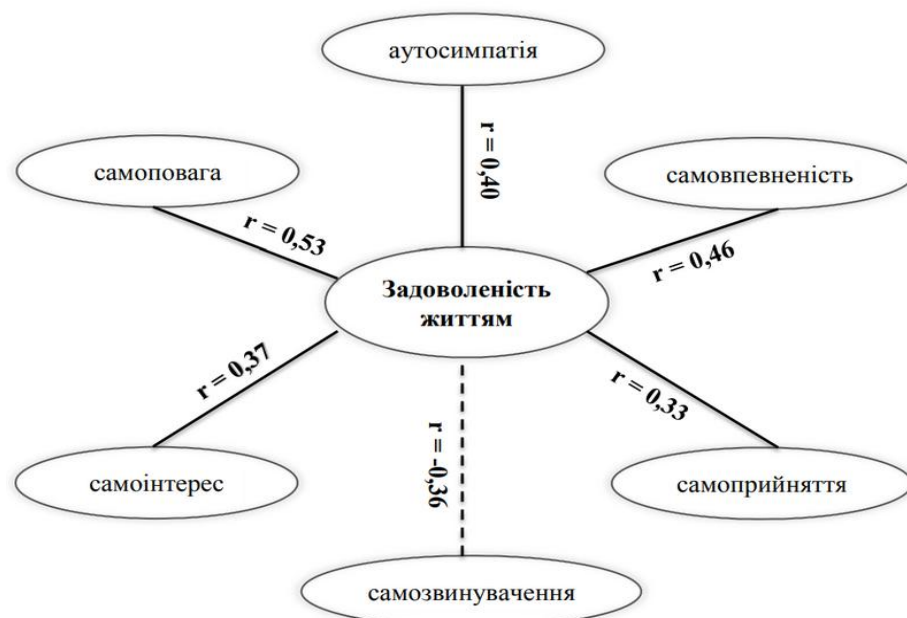 аутосимпатія
самоповага
самовпевненість
r = 0,40
r = 0,53
r = 0,46
Задоволеність
життям
r = 0,37
r = 0,33
r = -0,36
самоінтерес
самоприйняття
самозвинувачення